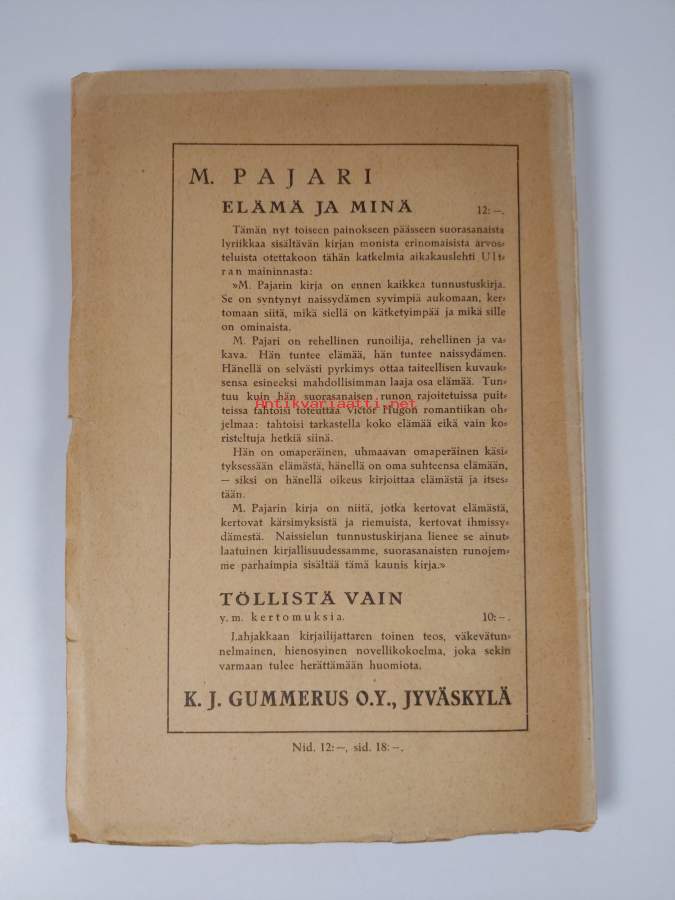 M. PAJARI
ELÄMÄ JA MINÄ 12:–.
Tämän nyt toiseen painokseen päässeen suorasanaista
lyriikkaa sisältävän kirjan monista erinomaisista arvos-
teluista otettakoon tähän katkelmia aikakauslehti Ult-
ran maininnasta:
»M. Pajarin kirja on ennen kaikkea tunnustuskirja.
Se on syntynyt naissydämen syvimpiä aukomaan, ker-
tomaan siitä, mikä siellä on kätketyimpää ja mikä sille
on ominaista.
M. Pajari on rehellinen runoilija, rehellinen ja va-
kava. Hän tuntee elämää, hän tuntee naissydämen.
Hänellä on selvästi pyrkimys ottaa taiteellisen kuvauk-
sensa esineeksi mahdollisimman laaja osa elämää. Tun-
tuu kuin hän suorasanaisen runon rajoitetuissa puit-
Antikvariaatti.net
teissa tahtoisi toteuttaa Victor Hugon romantiikan oh-
jelmaa: tahtoisi tarkastella koko elämää eikä vain ko-
risteltuja hetkiä siinä.
Hän on omaperäinen, uhmaavan omaperäinen käsi-
tyksessään elämästä, hänellä on oma suhteensa elämään,
— siksi on hänellä oikeus kirjoittaa elämästä ja itses-
tään.
M. Pajarin kirja on niitä, jotka kertovat elämästä,
kertovat kärsimyksistä ja riemuista, kertovat ihmissy-
dämestä. Naissielun tunnustuskirjana lienee se ainut-
laatuinen kirjallisuudessamme, suorasanaisten runojem-
me parhaimpia sisältää tämä kaunis kirja.»
TÖLLISTÄ VAIN
y. m. kertomuksia. 10:–.
Lahjakkaan kirjailijattaren toinen teos, väkevätun-
nelmainen, hienosyinen novellikokoelma, joka sekin
varmaan tulee herättämään huomiota.
K. J. GUMMERUS O.Y., JYVÄSKYLÄ
Nid. 12:–, sid. 18:–.